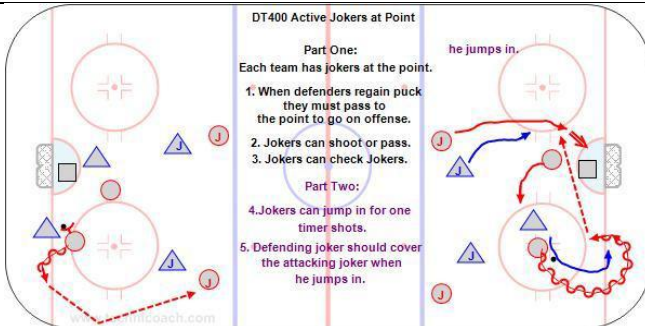 DT400 Active Jokers at Point
Part One:
Each team has jokers at the point.
1. When defenders regain puck
they must pass to
the point to go on offense.
2. Jokers can shoot or pass.
3. Jokers can check Jokers.
Part Two:
4.Jokers can jump in for one
timer shots.
5. Defending joker should cover
the attacking joker when
he jumps in.
he jumps in.
J
J
J
J
J
J
J
J